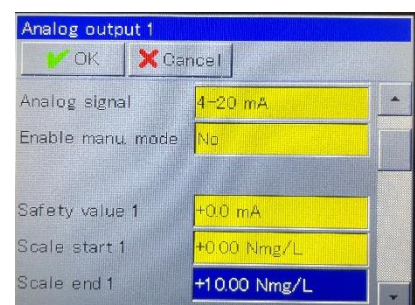 Analog output 1
OK Cancel
Analog signal 4-20 mA
Enable manu. mode No
Safety value 1 +0.0 mA
Scale start 1 +0.00 Nmg/L
Scale end 1 +10.00 Nmg/L